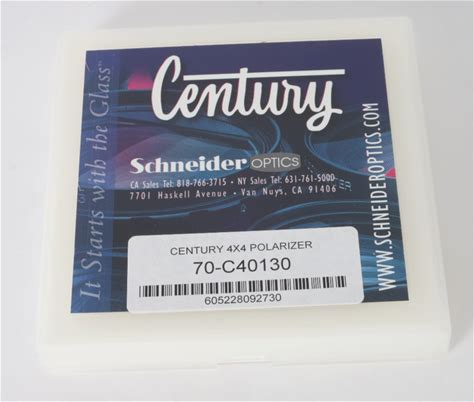 It Starts with the Glass™
Century
Schneider OPTICS
CA Sales Tel: 818-766-3715 • NY Sales Tel: 631-761-5000
7701 Haskell Avenue • Van Nuys, CA 91406
WWW.SCHNEIDEROPTICS.COM
CENTURY 4X4 POLARIZER
70-C40130
605228092730